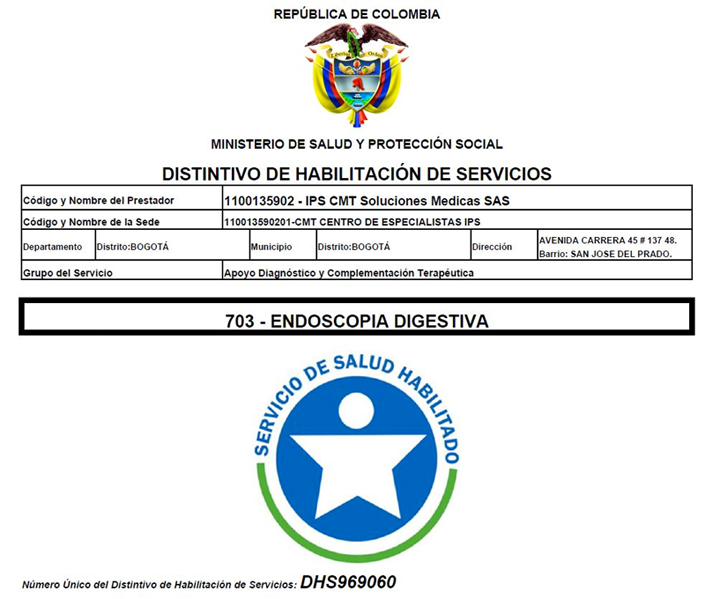 REPÚBLICA DE COLOMBIA
Libertad y Orden
MINISTERIO DE SALUD Y PROTECCIÓN SOCIAL
DISTINTIVO DE HABILITACIÓN DE SERVICIOS
Código y Nombre del Prestador 1100135902 - IPS CMT Soluciones Medicas SAS
Código y Nombre de la Sede 110013590201-CMT CENTRO DE ESPECIALISTAS IPS
Departamento Distrito:BOGOTÁ Municipio Distrito:BOGOTÁ Dirección AVENIDA CARRERA 45 # 137 48.
Barrio: SAN JOSE DEL PRADO.
Grupo del Servicio Apoyo Diagnóstico y Complementación Terapéutica
703 - ENDOSCOPIA DIGESTIVA
SERVICIO DE SALUD HABILITADO
Número Único del Distintivo de Habilitación de Servicios: DHS969060